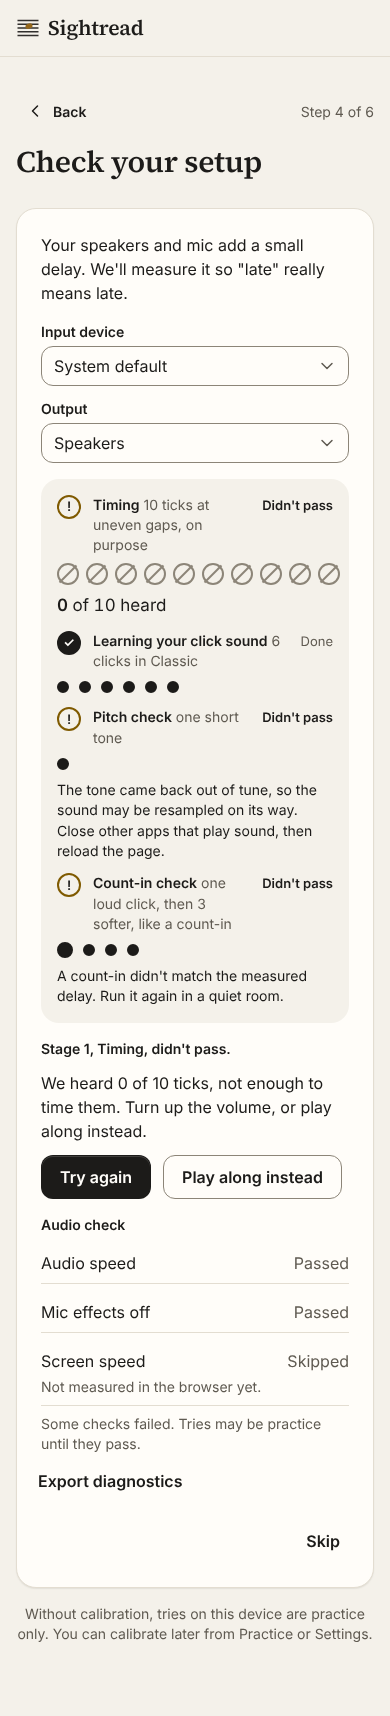 Sightread
Back
Step 4 of 6
Check your setup
Your speakers and mic add a small
delay. We'll measure it so "late" really
means late.
Input device
System default
Output
Speakers
Timing 10 ticks at
uneven gaps, on
purpose
Didn't pass
0 of 10 heard
Learning your click sound 6
clicks in Classic
Done
Pitch check one short
tone
Didn't pass
The tone came back out of tune, so the
sound may be resampled on its way.
Close other apps that play sound, then
reload the page.
Count-in check one
loud click, then 3
softer, like a count-in
Didn't pass
A count-in didn't match the measured
delay. Run it again in a quiet room.
Stage 1, Timing, didn't pass.
We heard 0 of 10 ticks, not enough to
time them. Turn up the volume, or play
along instead.
Try again
Play along instead
Audio check
Audio speed
Passed
Mic effects off
Passed
Screen speed
Skipped
Not measured in the browser yet.
Some checks failed. Tries may be practice
until they pass.
Export diagnostics
Skip
Without calibration, tries on this device are practice
only. You can calibrate later from Practice or Settings.